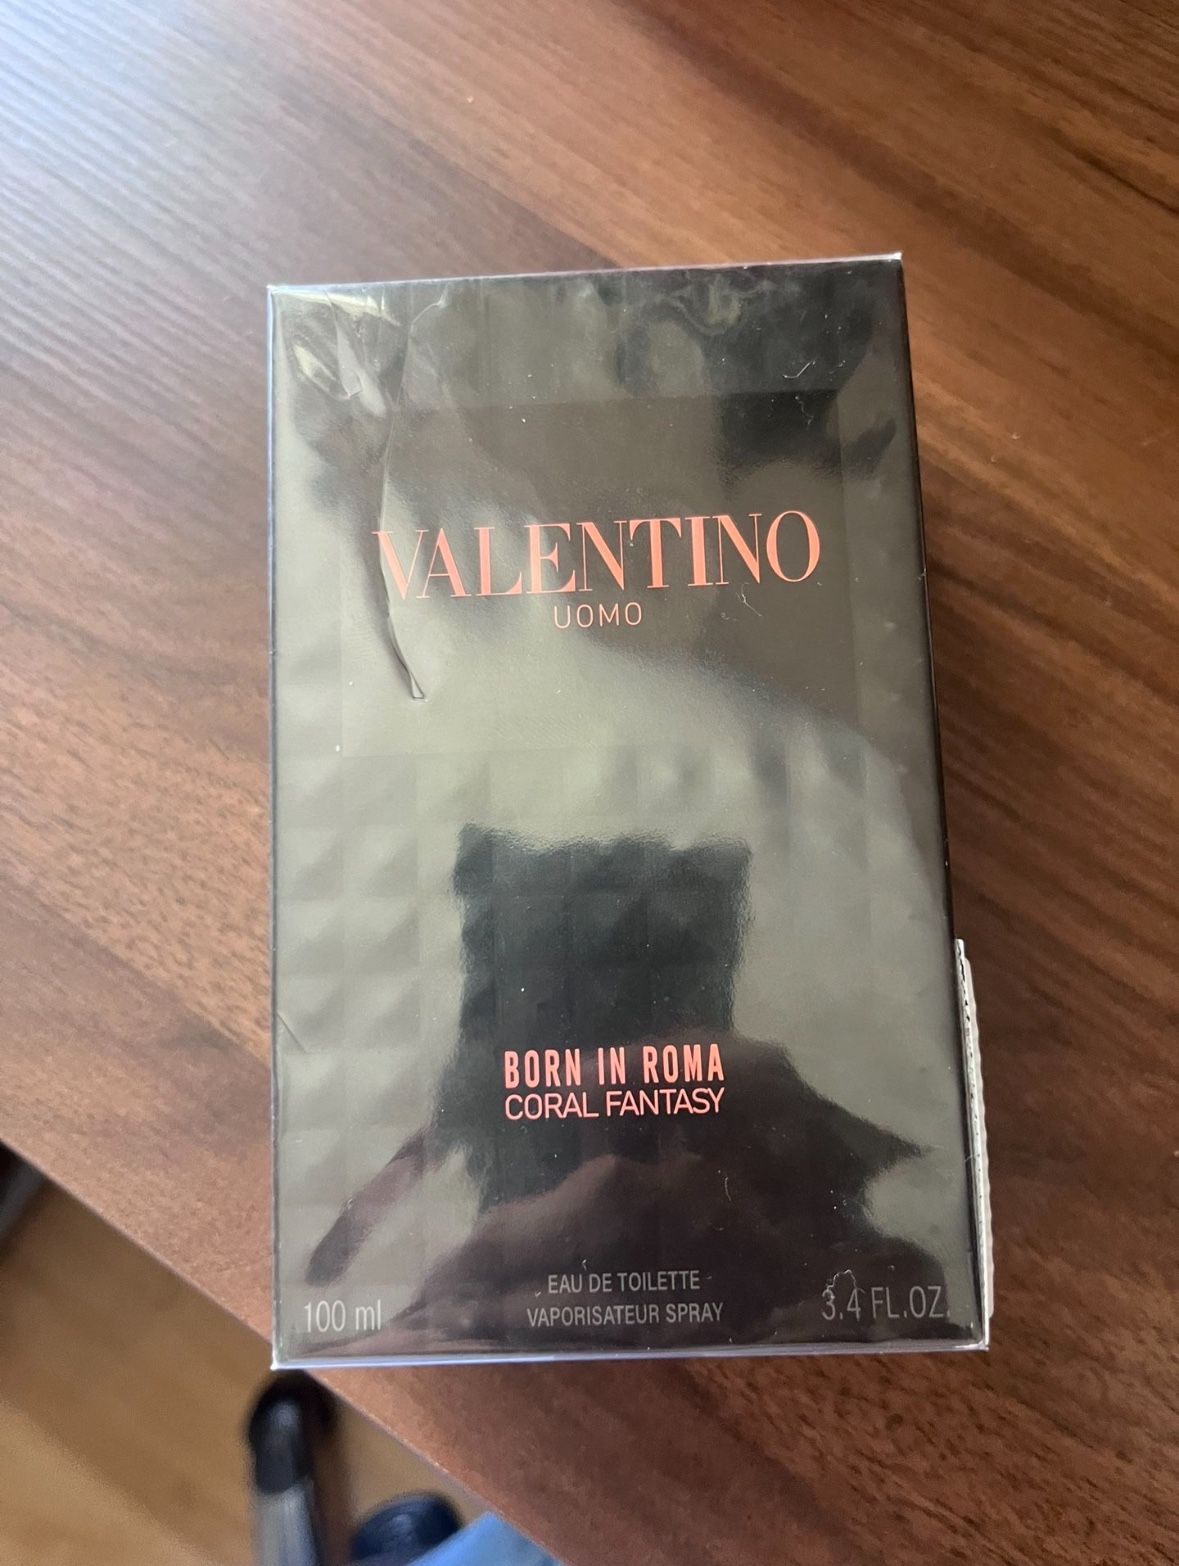 VALENTINO
UOMO
BORN IN ROMA
CORAL FANTASY
EAU DE TOILETTE
VAPORISATEUR SPRAY
100 ml
3.4 FL.OZ.